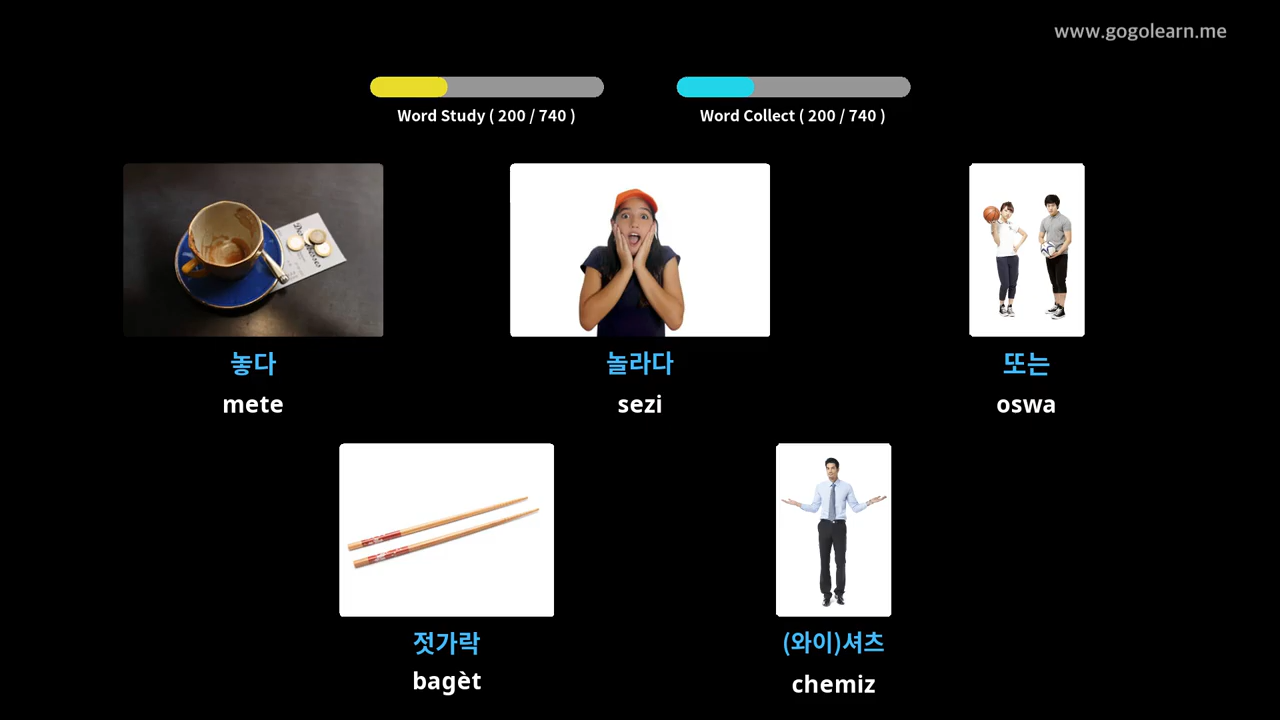 www.gogolearn.me
Word Study ( 200 / 740 )
Word Collect ( 200 / 740 )
놓다
mete
놀라다
sezi
또는
oswa
젓가락
bagèt
(와이)셔츠
chemiz